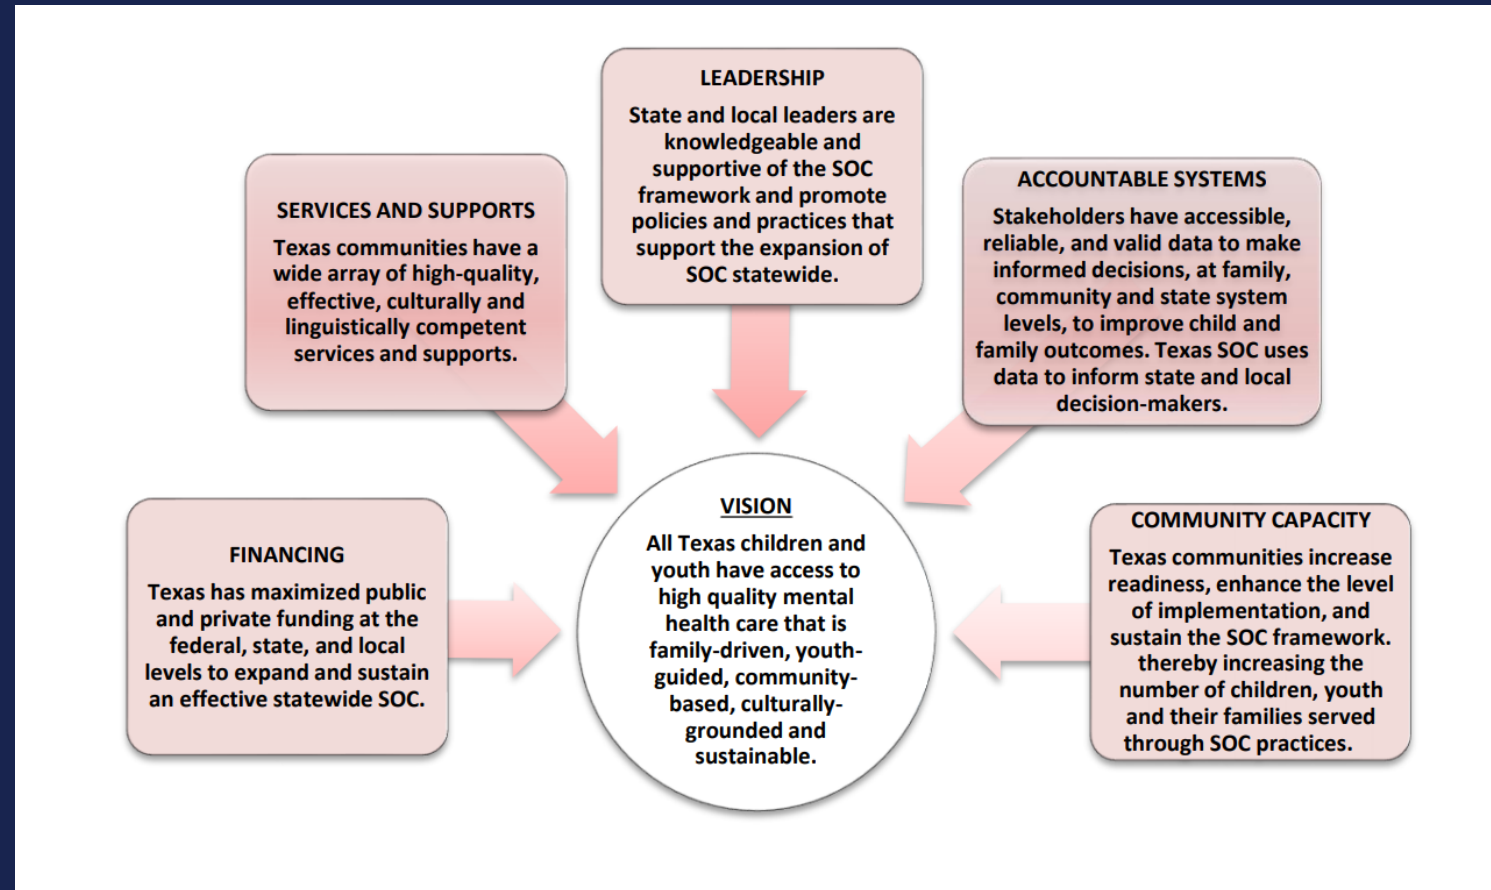 LEADERSHIP
State and local leaders are
knowledgeable and
supportive of the SOC
framework and promote
policies and practices that
support the expansion of
SOC statewide.
SERVICES AND SUPPORTS
Texas communities have a
wide array of high-quality,
effective, culturally and
linguistically competent
services and supports.
ACCOUNTABLE SYSTEMS
Stakeholders have accessible,
reliable, and valid data to make
informed decisions, at family,
community and state system
levels, to improve child and
family outcomes. Texas SOC uses
data to inform state and local
decision-makers.
FINANCING
Texas has maximized public
and private funding at the
federal, state, and local
levels to expand and sustain
an effective statewide SOC.
VISION
All Texas children and
youth have access to
high quality mental
health care that is
family-driven, youth-
guided, community-
based, culturally-
grounded and
sustainable.
COMMUNITY CAPACITY
Texas communities increase
readiness, enhance the level
of implementation, and
sustain the SOC framework.
thereby increasing the
number of children, youth
and their families served
through SOC practices.